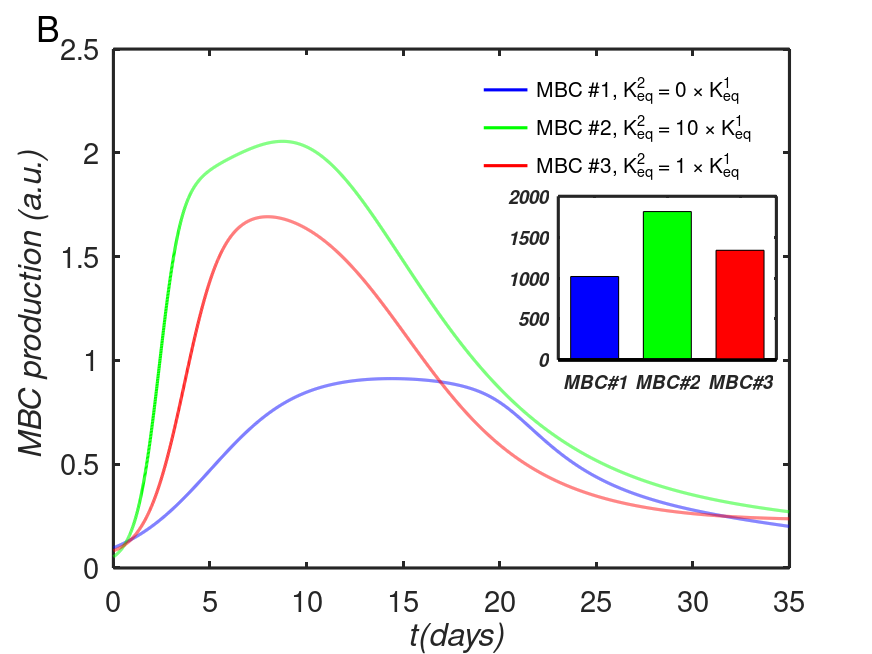 B
2.5
2
1.5
1
0.5
0
MBC production (a.u.)
0 5 10 15 20 25 30 35
t(days)
MBC #1, K²eq = 0 × K¹eq
MBC #2, K²eq = 10 × K¹eq
MBC #3, K²eq = 1 × K¹eq
2000
1500
1000
500
0
MBC#1 MBC#2 MBC#3